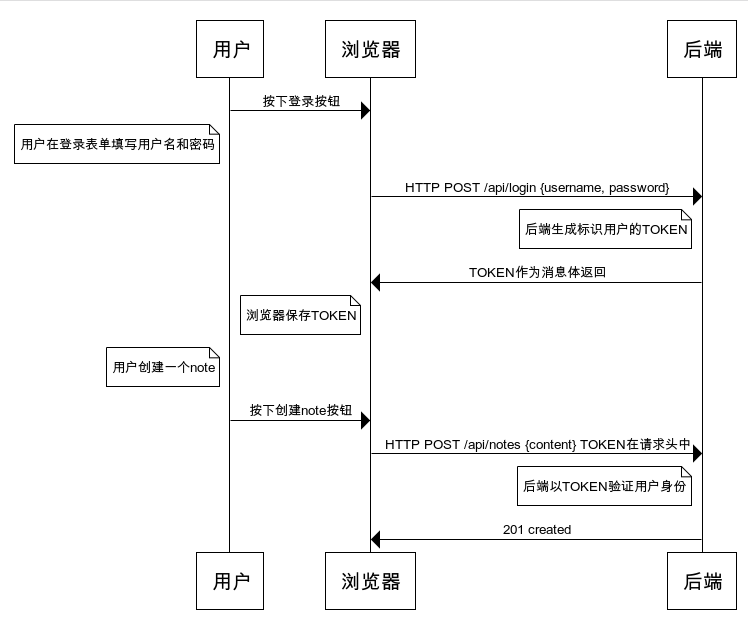 用户
浏览器
后端
按下登录按钮
用户在登录表单填写用户名和密码
HTTP POST /api/login {username, password}
后端生成标识用户的TOKEN
TOKEN作为消息体返回
浏览器保存TOKEN
用户创建一个note
按下创建note按钮
HTTP POST /api/notes {content} TOKEN在请求头中
后端以TOKEN验证用户身份
201 created
用户
浏览器
后端